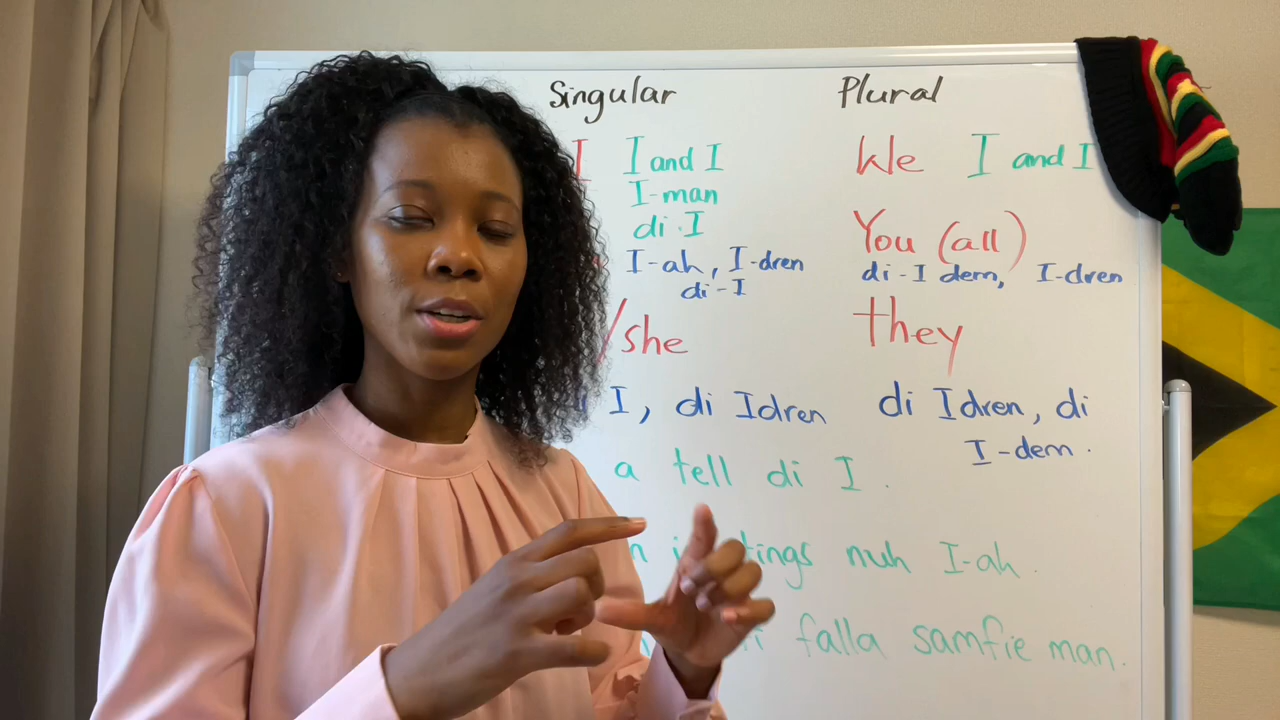 Singular Plural
I I and I We I and I
I-man
di I You (all)
I-ah, I-dren di-I dem, I-dren
di-I
/she they
I, di Idren di Idren, di
I-dem.
a tell di I.
tings nuh I-ah.
falla samfie man.